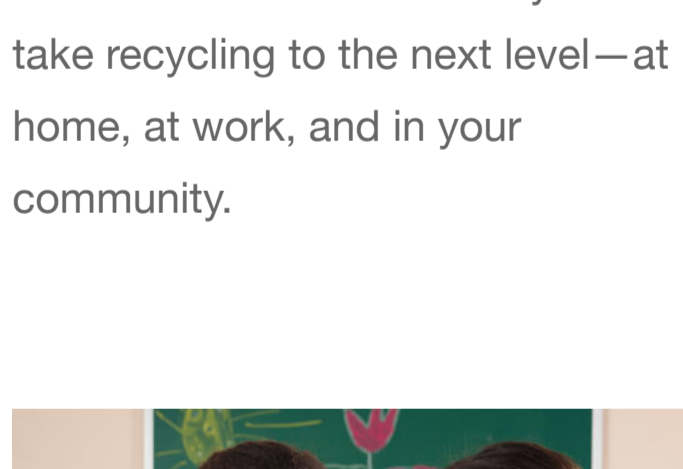 take recycling to the next level—at
home, at work, and in your
community.